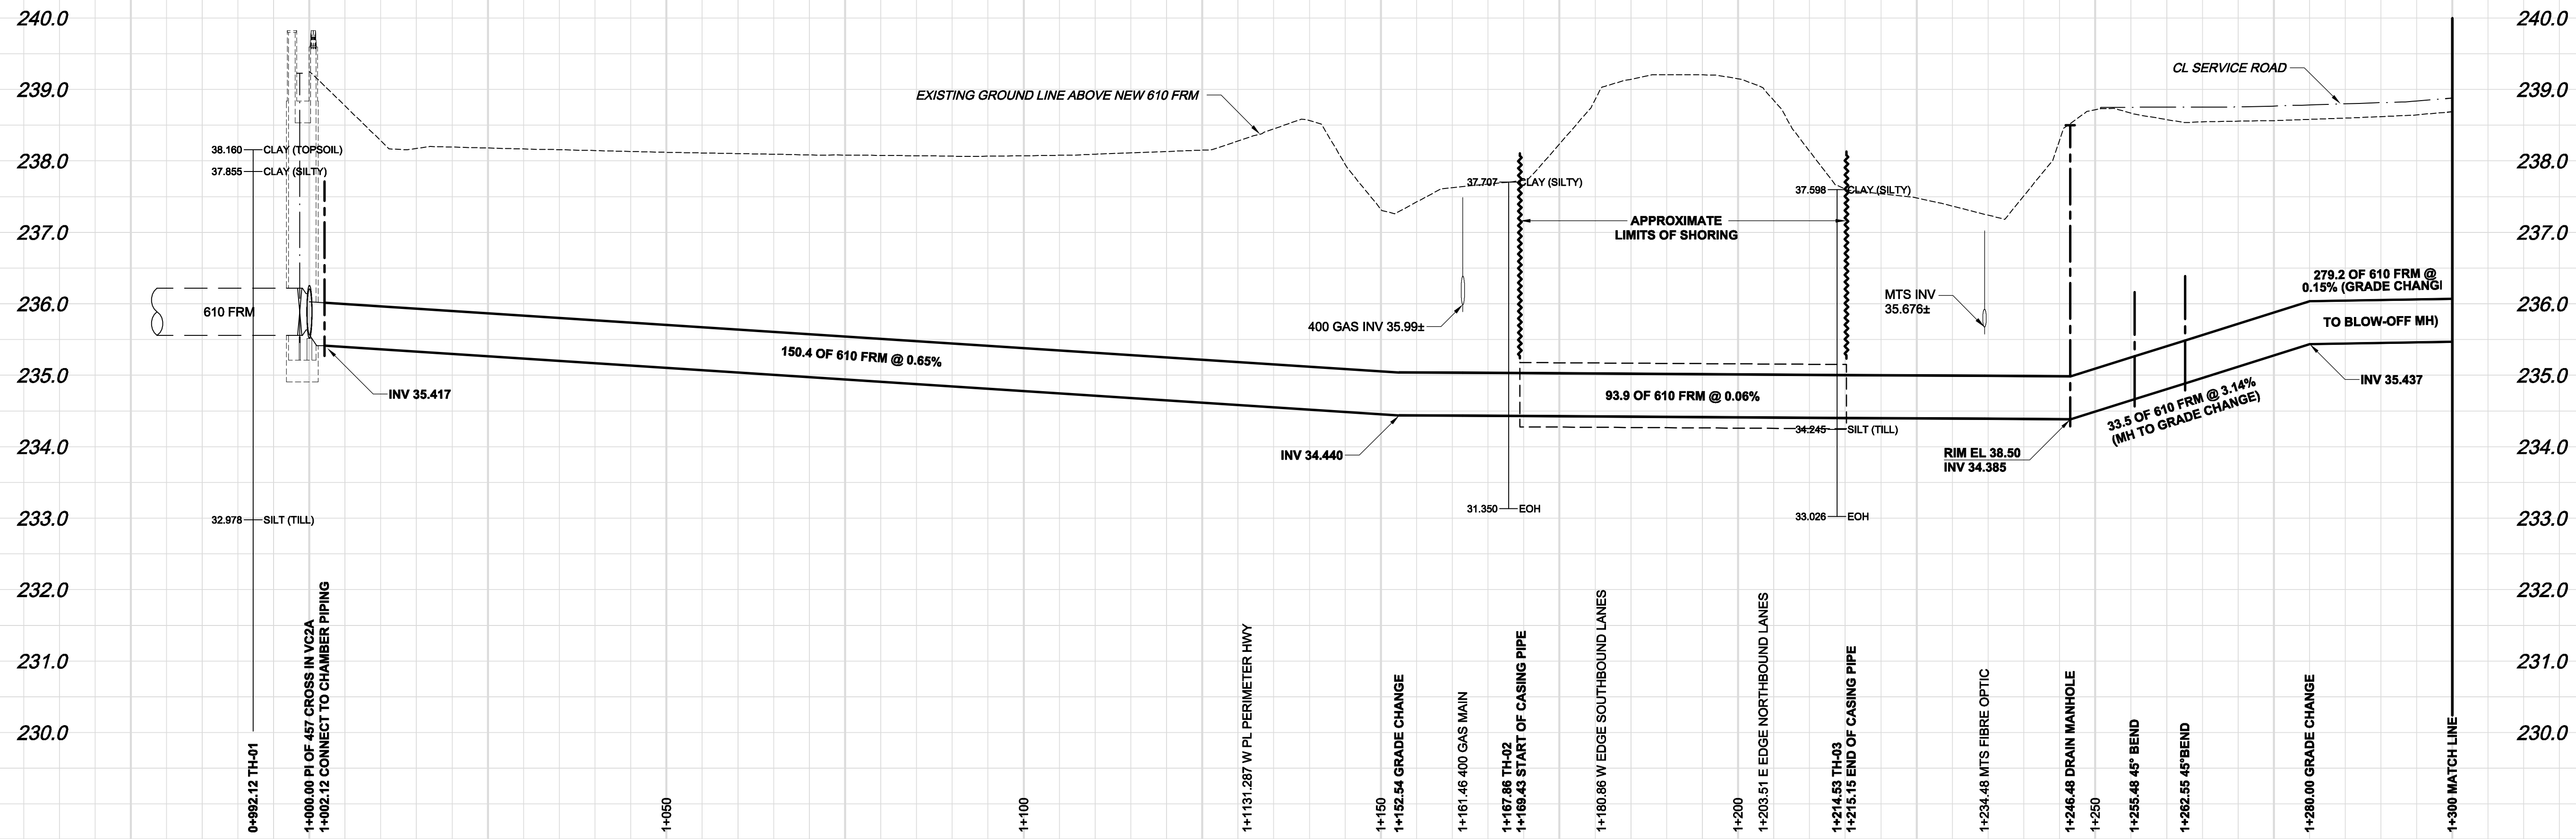 240.0
239.0
238.0
237.0
236.0
235.0
234.0
233.0
232.0
231.0
230.0
38.160 CLAY (TOPSOIL)
37.855 CLAY (SILTY)
610 FRM
32.978 SILT (TILL)
INV 35.417
150.4 OF 610 FRM @ 0.65%
EXISTING GROUND LINE ABOVE NEW 610 FRM
400 GAS INV 35.99±
INV 34.440
37.707 CLAY (SILTY)
31.350 EOH
APPROXIMATE
LIMITS OF SHORING
93.9 OF 610 FRM @ 0.06%
37.598 CLAY (SILTY)
34.245 SILT (TILL)
33.026 EOH
MTS INV
35.676±
RIM EL 38.50
INV 34.385
CL SERVICE ROAD
33.5 OF 610 FRM @ 3.14%
(MH TO GRADE CHANGE)
279.2 OF 610 FRM @
0.15% (GRADE CHANG
TO BLOW-OFF MH)
INV 35.437
0+992.12 TH-01
1+000.00 PI OF 457 CROSS IN VC2A
1+002.12 CONNECT TO CHAMBER PIPING
1+050
1+100
1+1131.287 W PL PERIMETER HWY
1+150
1+152.54 GRADE CHANGE
1+161.46 400 GAS MAIN
1+167.86 TH-02
1+169.43 START OF CASING PIPE
1+180.86 W EDGE SOUTHBOUND LANES
1+200
1+203.51 E EDGE NORTHBOUND LANES
1+214.53 TH-03
1+215.15 END OF CASING PIPE
1+234.48 MTS FIBRE OPTIC
1+246.48 DRAIN MANHOLE
1+250
1+255.48 45° BEND
1+262.55 45°BEND
1+280.00 GRADE CHANGE
1+300 MATCH LINE
240.0
239.0
238.0
237.0
236.0
235.0
234.0
233.0
232.0
231.0
230.0